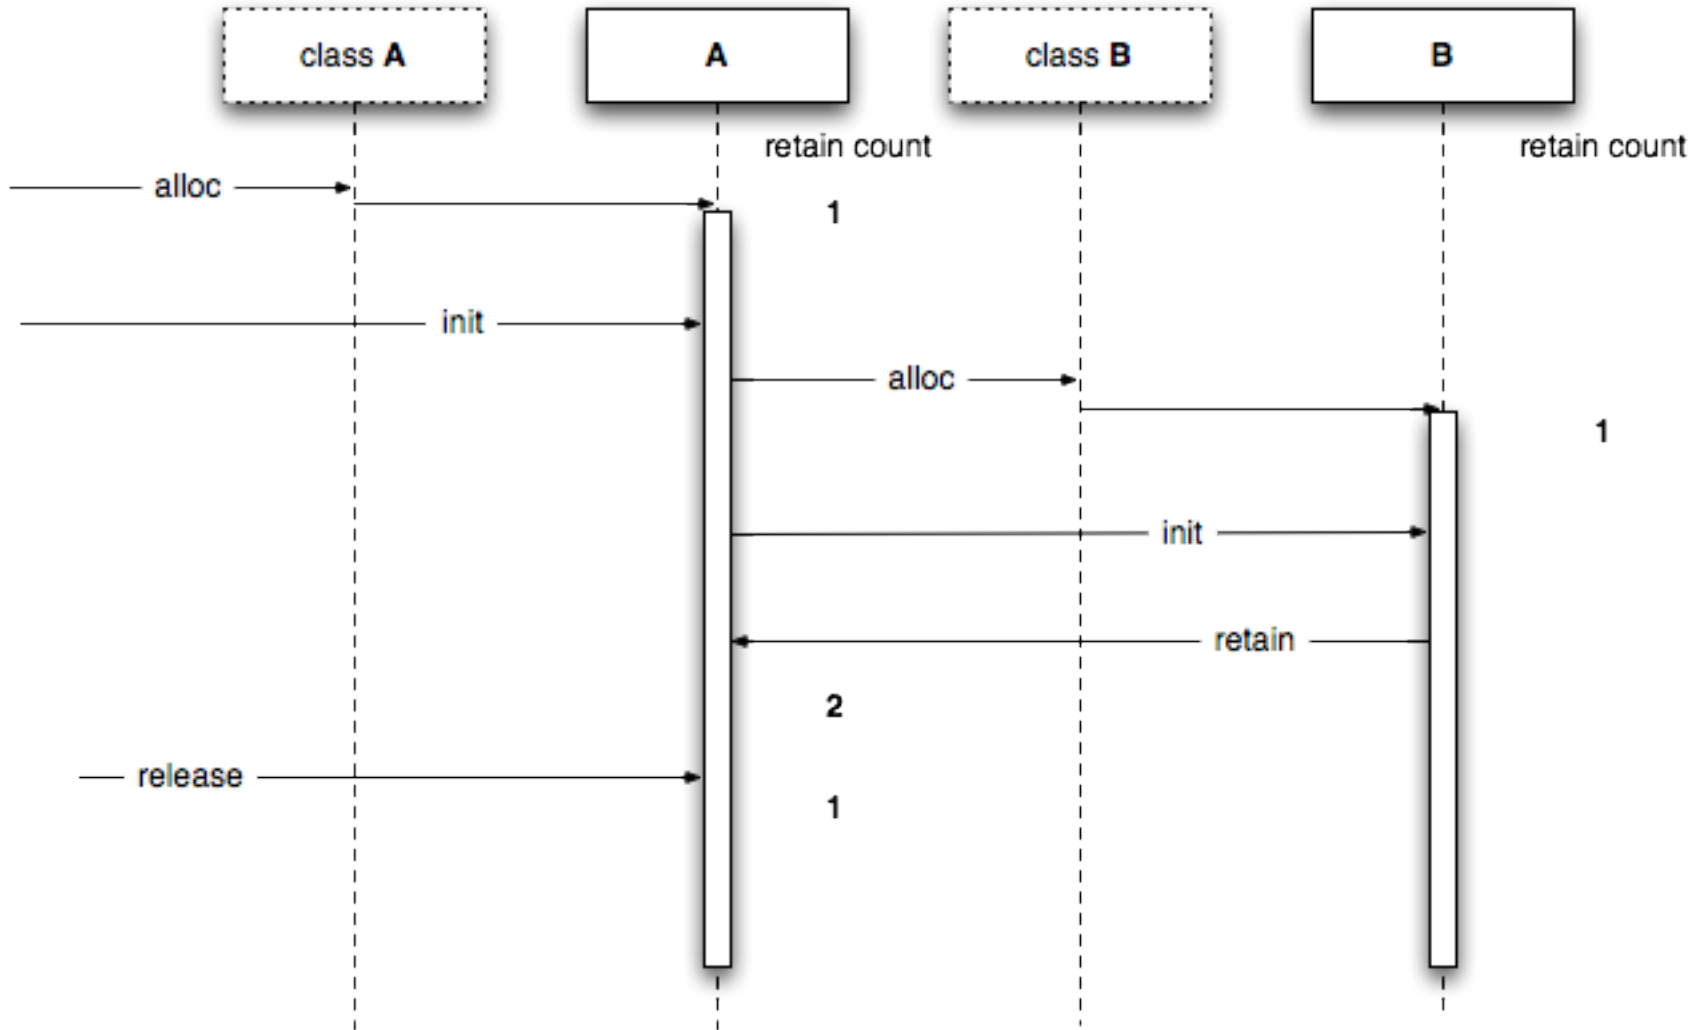 class A
A
class B
B
retain count
retain count
alloc
1
init
alloc
1
init
retain
2
release
1